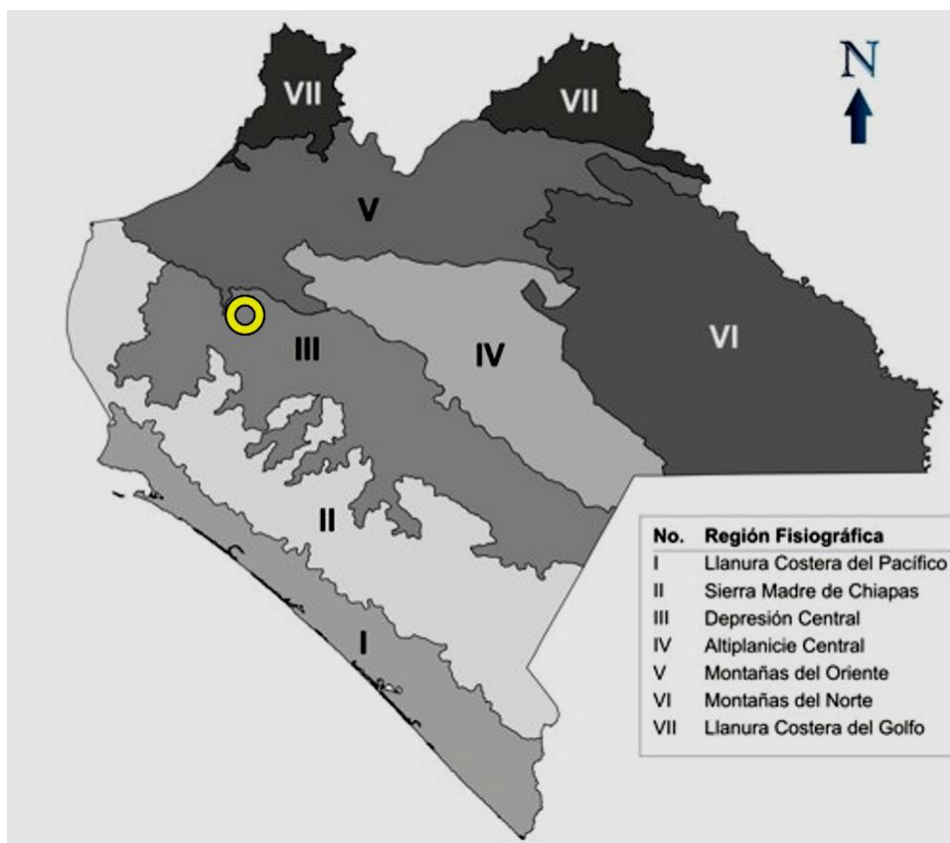 VII
VII
N
V
VI
III
IV
II
I
No. Región Fisiográfica
I Llanura Costera del Pacífico
II Sierra Madre de Chiapas
III Depresión Central
IV Altiplanicie Central
V Montañas del Oriente
VI Montañas del Norte
VII Llanura Costera del Golfo